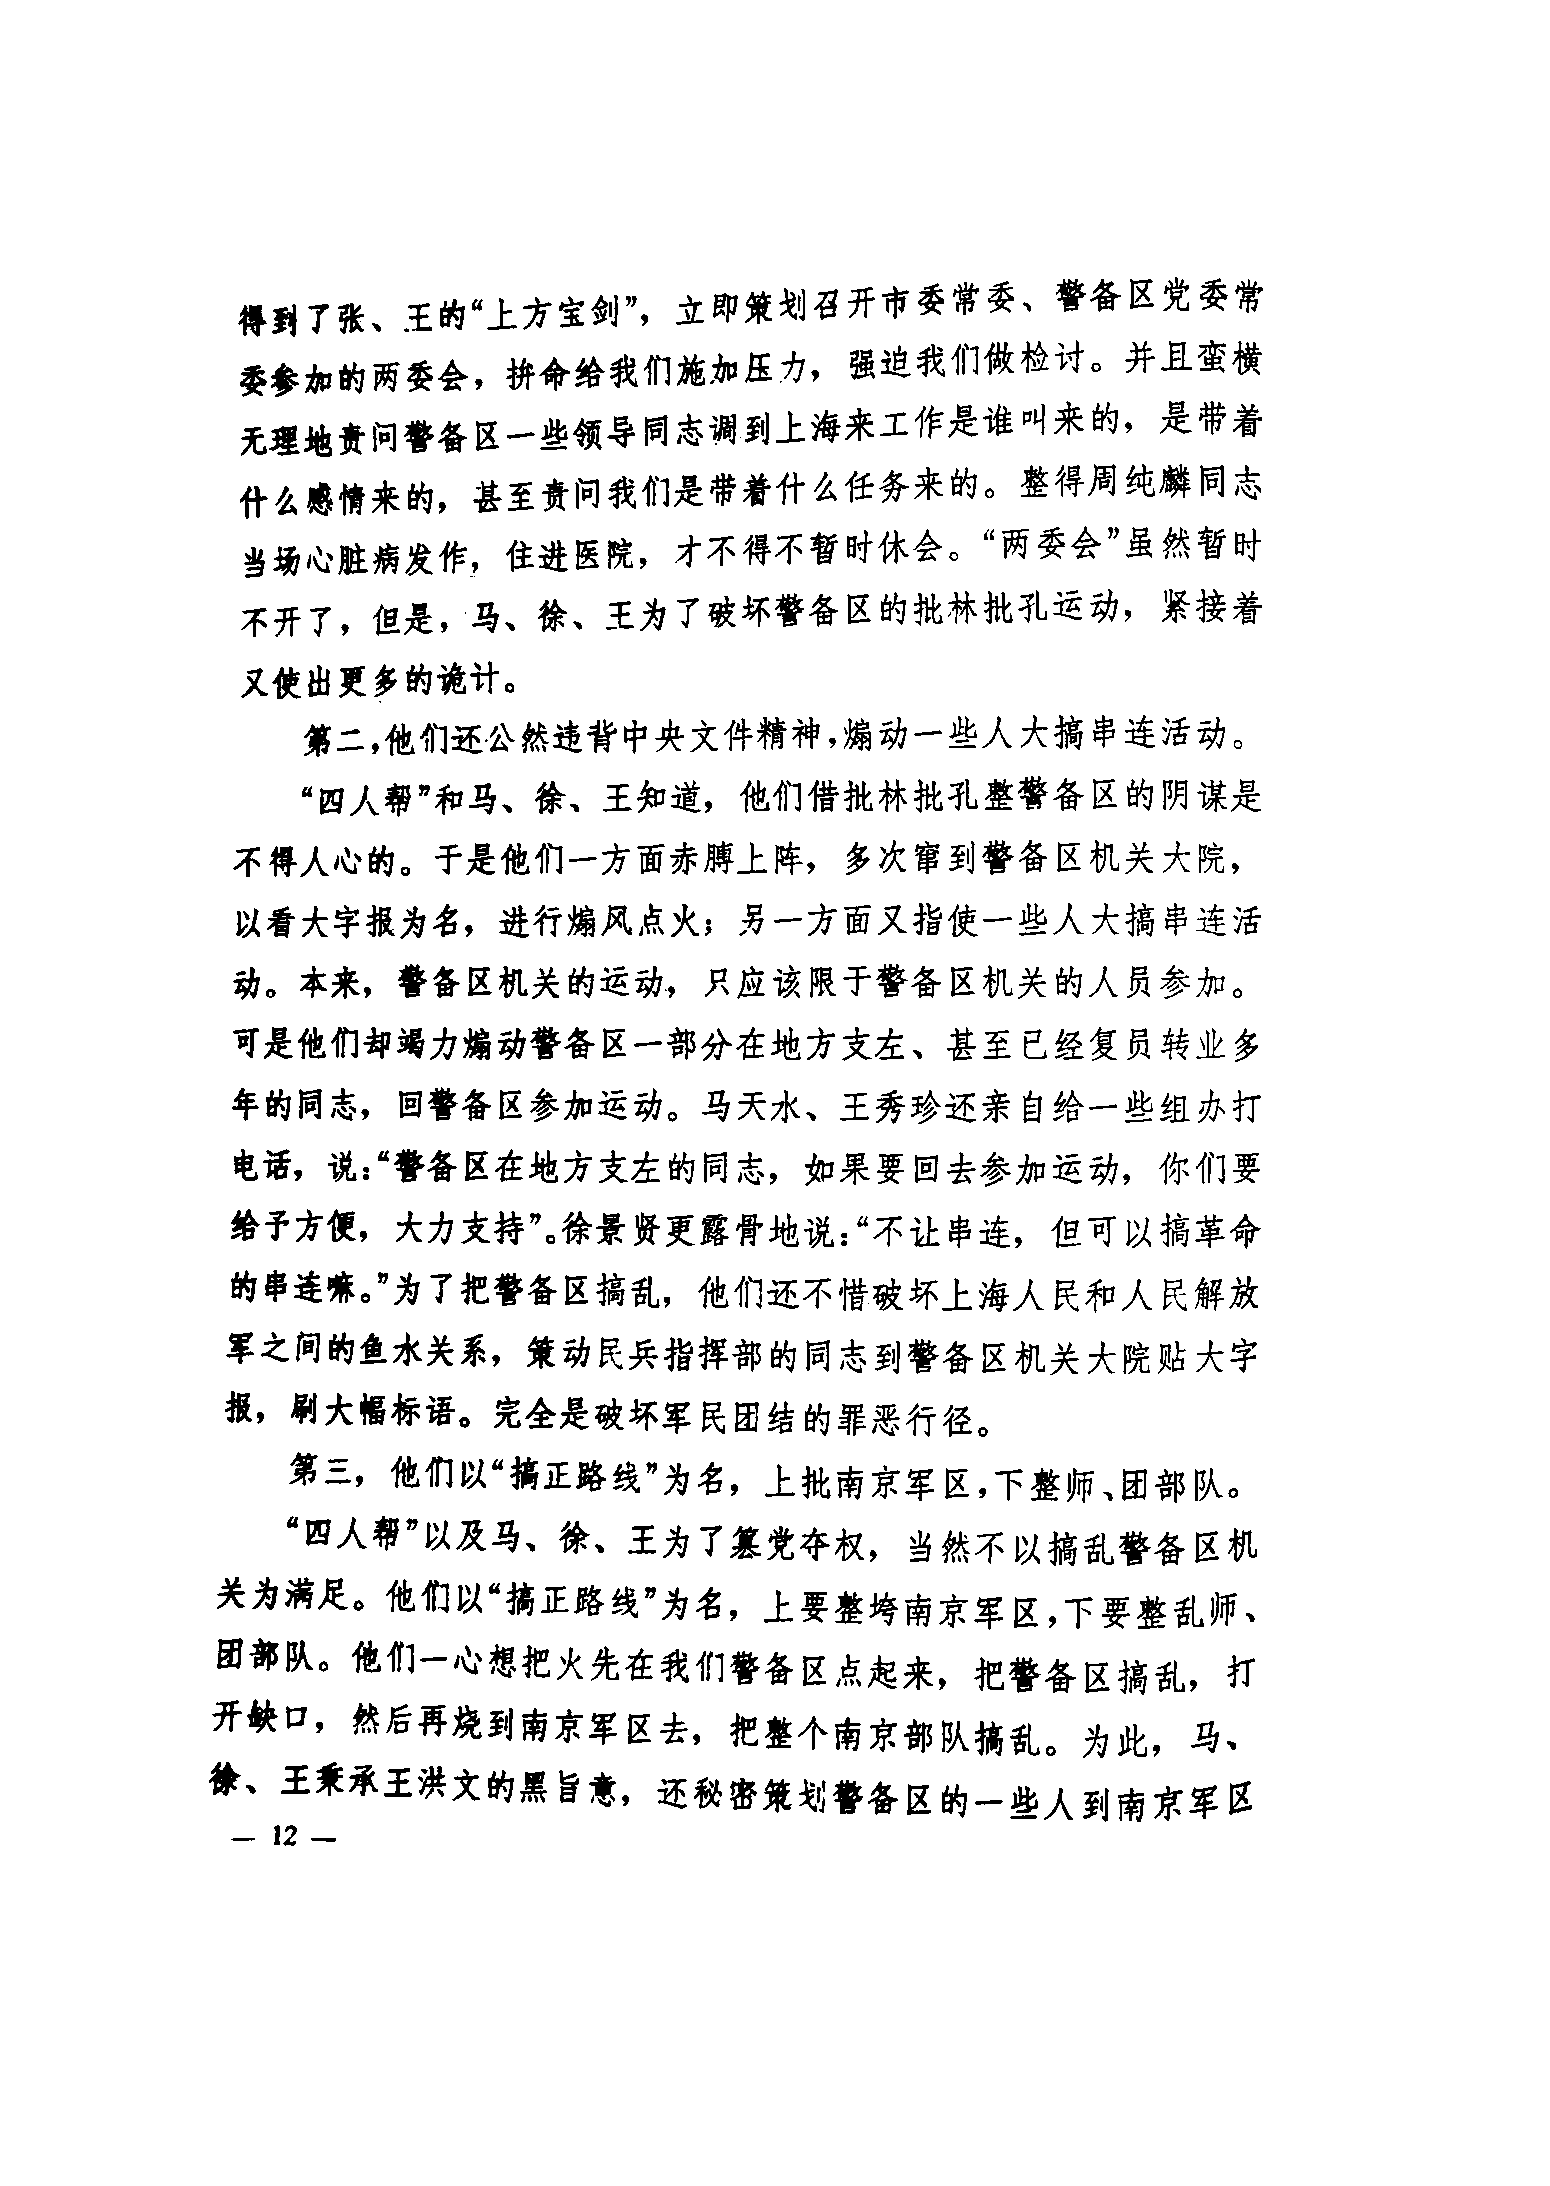 得到了张、王的“上方宝剑”，立即策划召开市委常委、警备区党委常
委参加的两委会，拚命给我们施加压力，强迫我们做检讨。并且蛮横
无理地责问警备区一些领导同志调到上海来工作是谁叫来的，是带着
什么感情来的，甚至责问我们是带着什么任务来的。整得周纯麟同志
当场心脏病发作，住进医院，才不得不暂时休会。“两委会”虽然暂时
不开了，但是，马、徐、王为了破坏警备区的批林批孔运动，紧接着
又使出更多的诡计。
第二，他们还公然违背中央文件精神，煽动一些人大搞串连活动。
“四人帮”和马、徐、王知道，他们借批林批孔整警备区的阴谋是
不得人心的。于是他们一方面赤膊上阵，多次窜到警备区机关大院，
以看大字报为名，进行煽风点火；另一方面又指使一些人大搞串连活
动。本来，警备区机关的运动，只应该限于警备区机关的人员参加。
可是他们却竭力煽动警备区一部分在地方支左、甚至已经复员转业多
年的同志，回警备区参加运动。马天水、王秀珍还亲自给一些组办打
电话，说：“警备区在地方支左的同志，如果要回去参加运动，你们要
给予方便，大力支持”。徐景贤更露骨地说：“不让串连，但可以搞革命
的串连嘛。”为了把警备区搞乱，他们还不惜破坏上海人民和人民解放
军之间的鱼水关系，策动民兵指挥部的同志到警备区机关大院贴大字
报，刷大幅标语。完全是破坏军民团结的罪恶行径。
第三，他们以“搞正路线”为名，上批南京军区，下整师、团部队。
“四人帮”以及马、徐、王为了篡党夺权，当然不以搞乱警备区机
关为满足。他们以“搞正路线”为名，上要整垮南京军区，下要整乱师、
团部队。他们一心想把火先在我们警备区点起来，把警备区搞乱，打
开缺口，然后再烧到南京军区去，把整个南京部队搞乱。为此，马、
徐、王秉承王洪文的黑旨意，还秘密策划警备区的一些人到南京军区
— 12 —